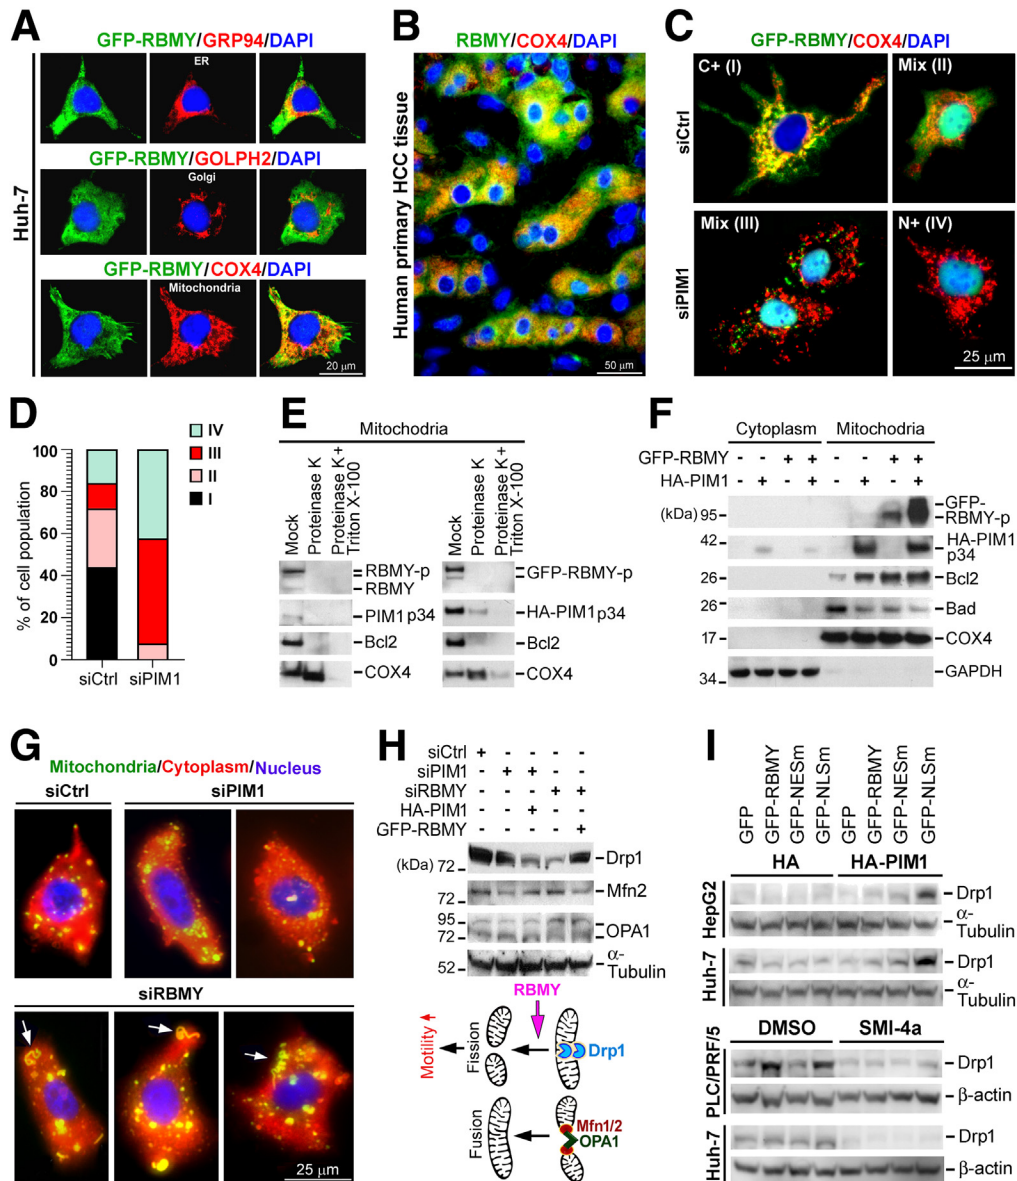 A
GFP-RBMY/GRP94/DAPI
ER
GFP-RBMY/GOLPH2/DAPI
Golgi
GFP-RBMY/COX4/DAPI
Mitochondria
Huh-7
20 μm
B
RBMY/COX4/DAPI
Human primary HCC tissue
50 μm
C
GFP-RBMY/COX4/DAPI
C+ (I)
Mix (II)
siCtrl
Mix (III)
N+ (IV)
siPIM1
25 μm
D
% of cell population
100
80
60
40
20
0
siCtrl siPIM1
IV
III
II
I
E
Mitochodria
Mock
Proteinase K
Proteinase K+
Triton X-100
Mock
Proteinase K
Proteinase K+
Triton X-100
RBMY-p
RBMY
PIM1 p34
Bcl2
COX4
GFP-RBMY-p
HA-PIM1p34
Bcl2
COX4
F
Cytoplasm Mitochodria
GFP-RBMY - - + + - - + +
HA-PIM1 - + - + - + - +
(kDa) 95
GFP-
RBMY-p
42
HA-PIM1
p34
26
Bcl2
26
Bad
17
COX4
34
GAPDH
G
Mitochondria/Cytoplasm/Nucleus
siCtrl
siPIM1
siRBMY
25 μm
H
siCtrl + - - - -
siPIM1 - + + - -
siRBMY - - - + +
HA-PIM1 - - + - -
GFP-RBMY - - - - +
(kDa) 72
Drp1
72
Mfn2
95
72
OPA1
52
α-
Tubulin
RBMY
Motility
Fission
Drp1
Fusion
Mfn1/2
OPA1
I
GFP
GFP-RBMY
GFP-NESm
GFP-NLSm
GFP
GFP-RBMY
GFP-NESm
GFP-NLSm
HA HA-PIM1
HepG2
Drp1
α-
Tubulin
Huh-7
Drp1
α-
Tubulin
DMSO SMI-4a
PLC/PRF/5
Drp1
β-actin
Huh-7
Drp1
β-actin